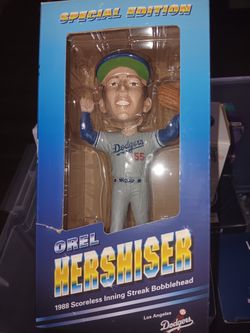 SPECIAL EDITION
Dodgers
55
OREL
HERSHISER
1988 Scoreless Inning Streak Bobblehead
Los Angeles
Dodgers